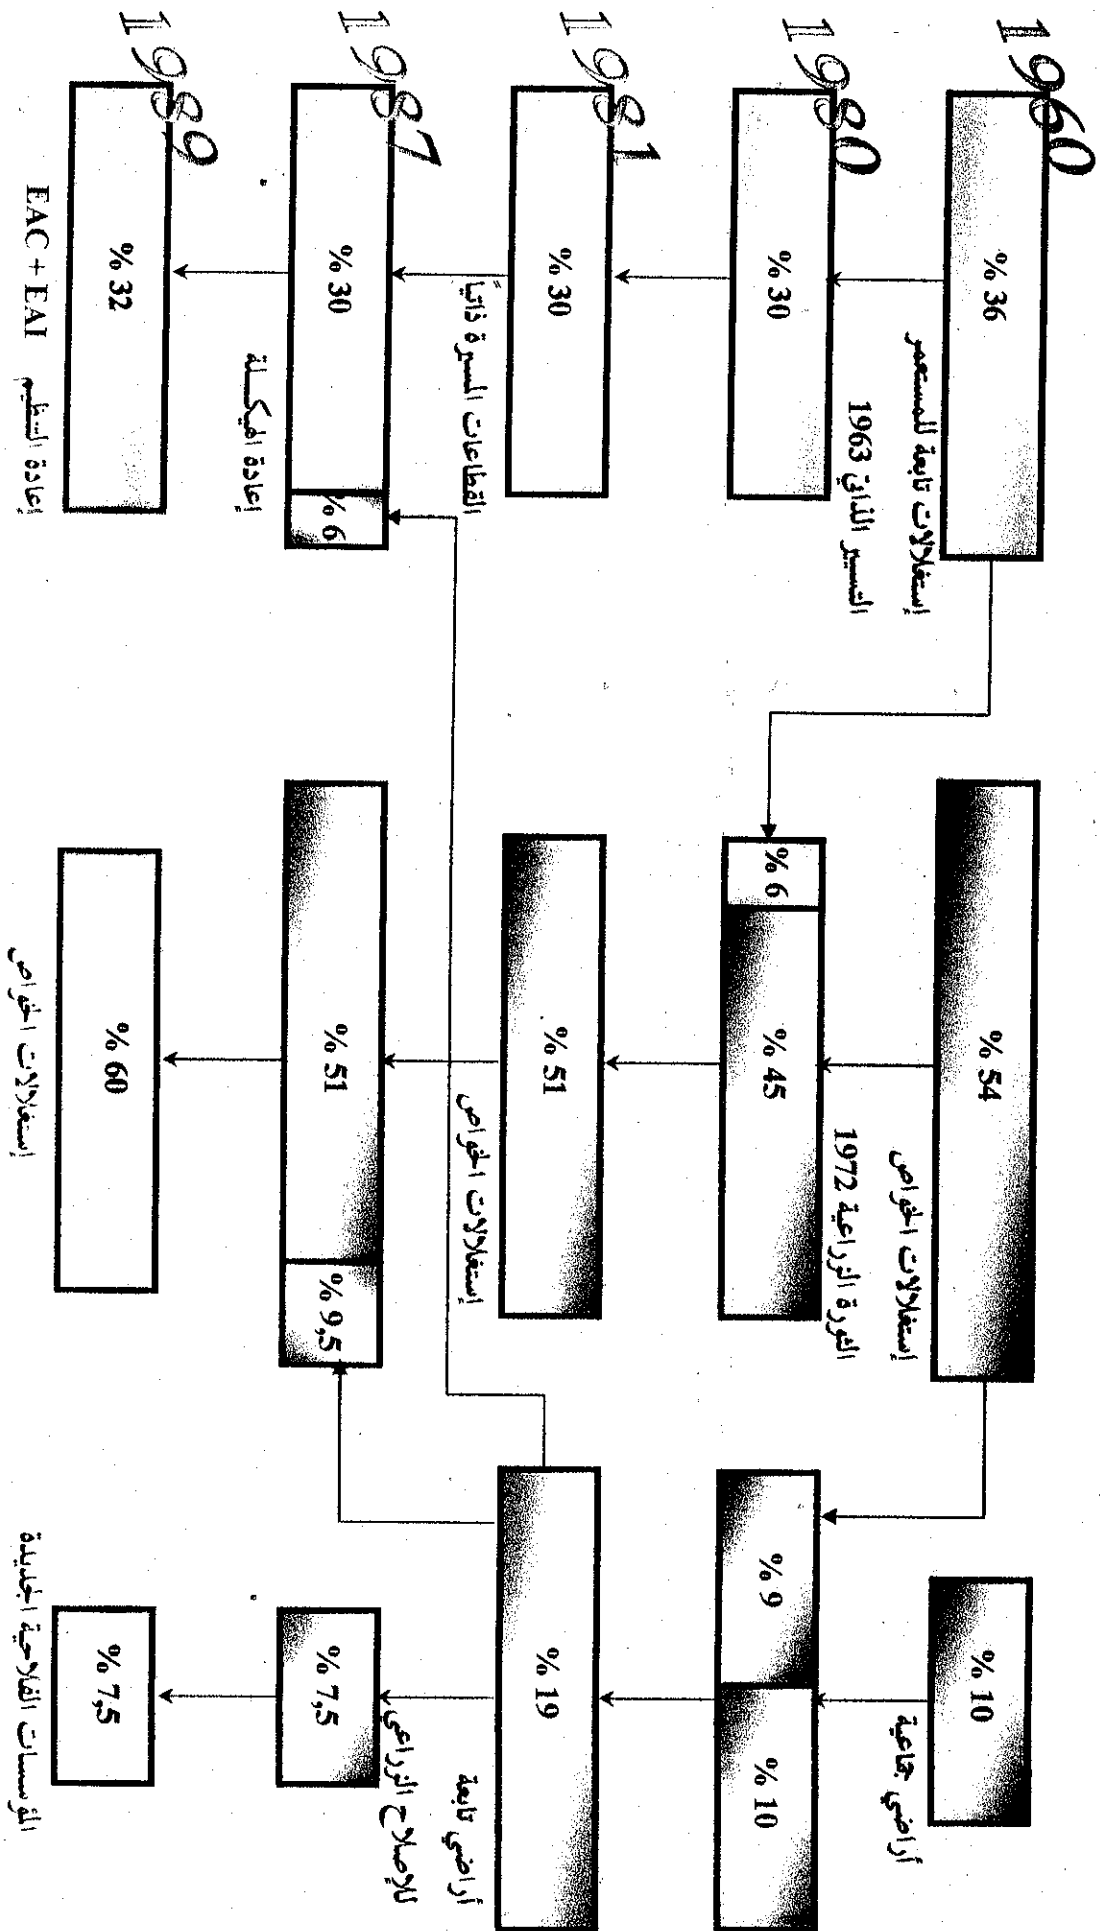 1960
% 36
% 54
% 10
إستغلالات تابعة للمستعمر
إستغلالات الخواص
أراضي جماعية
1980
% 30
% 6
% 45
% 9
% 10
التسيير الذاتي 1963
الثورة الزراعية 1972
1981
% 30
% 51
% 19
القطاعات المسيرة ذاتياً
إستغلالات الخواص
أراضي تابعة
للإصلاح الزراعي
1987
% 30
% 6
% 51
% 9,5
% 7,5
إعادة الهيكلة
1989
% 32
% 60
% 7,5
إعادة التنظيم EAC + EAI
إستغلالات الخواص
المؤسسات الفلاحية الجديدة